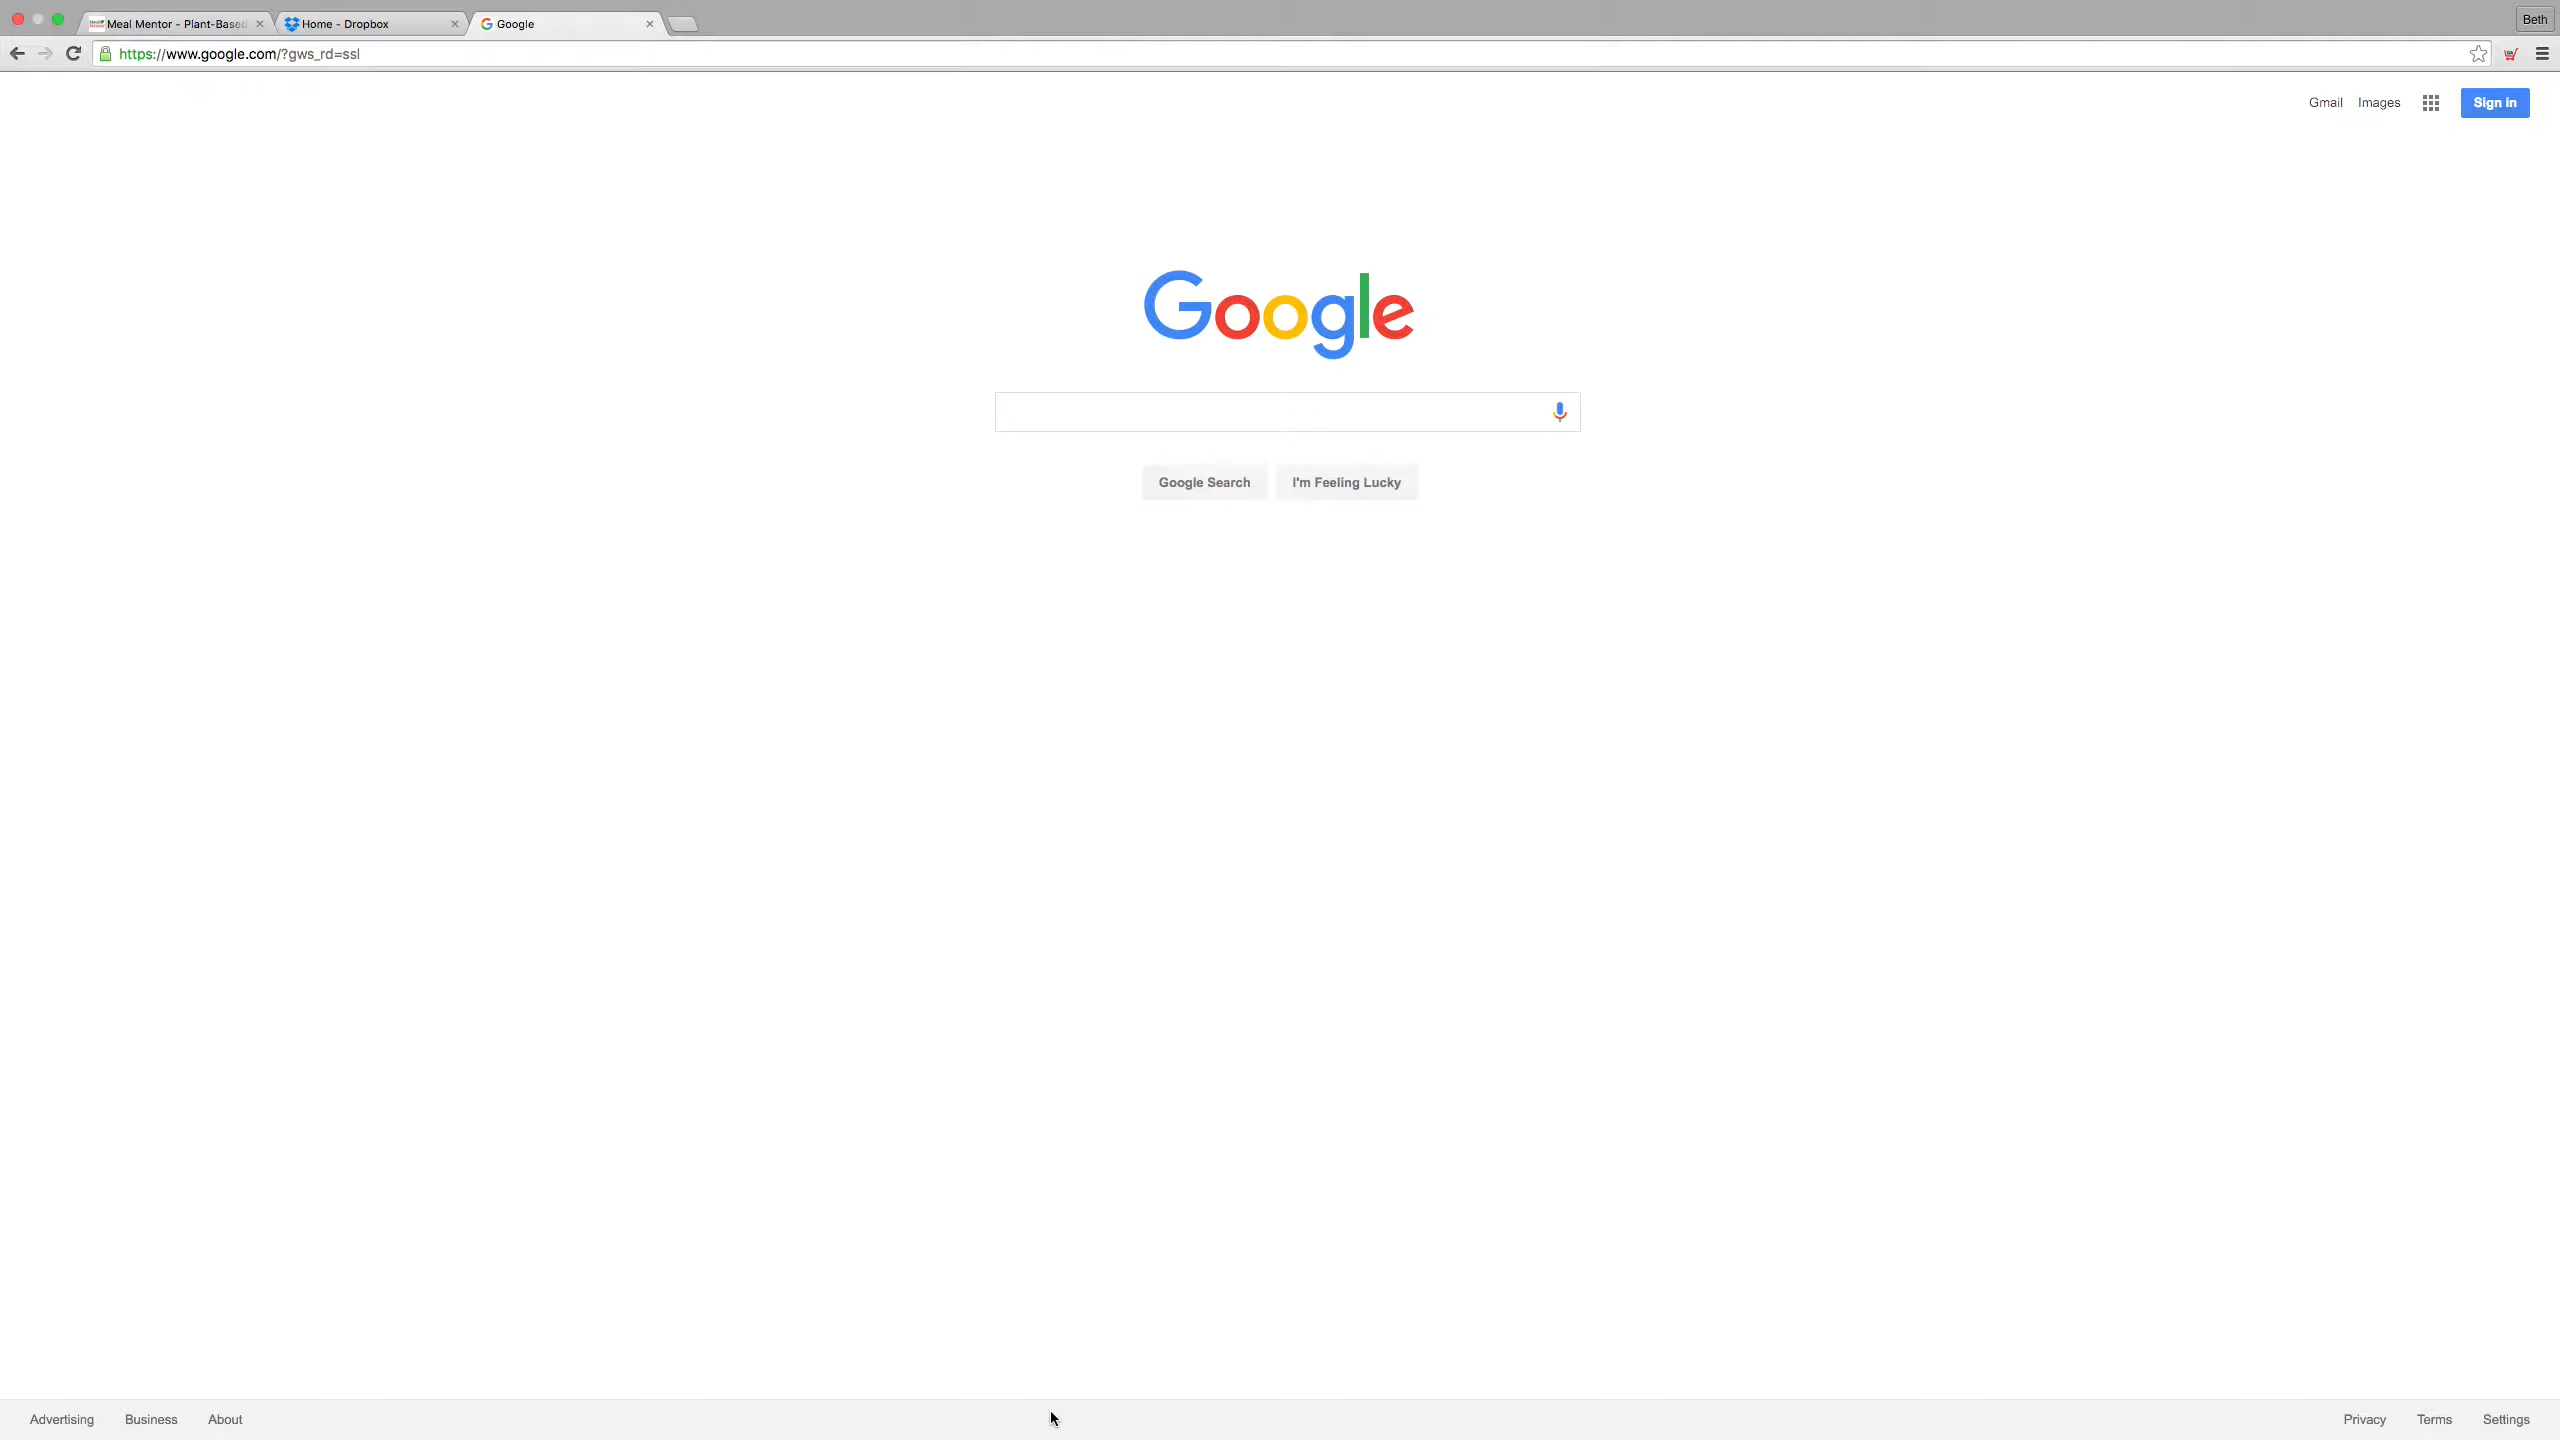 Meal Mentor - Plant-Based
Home - Dropbox
Google
Beth
https://www.google.com/?gws_rd=ssl
Gmail
Images
Sign in
Google
Google Search
I'm Feeling Lucky
Advertising
Business
About
Privacy
Terms
Settings